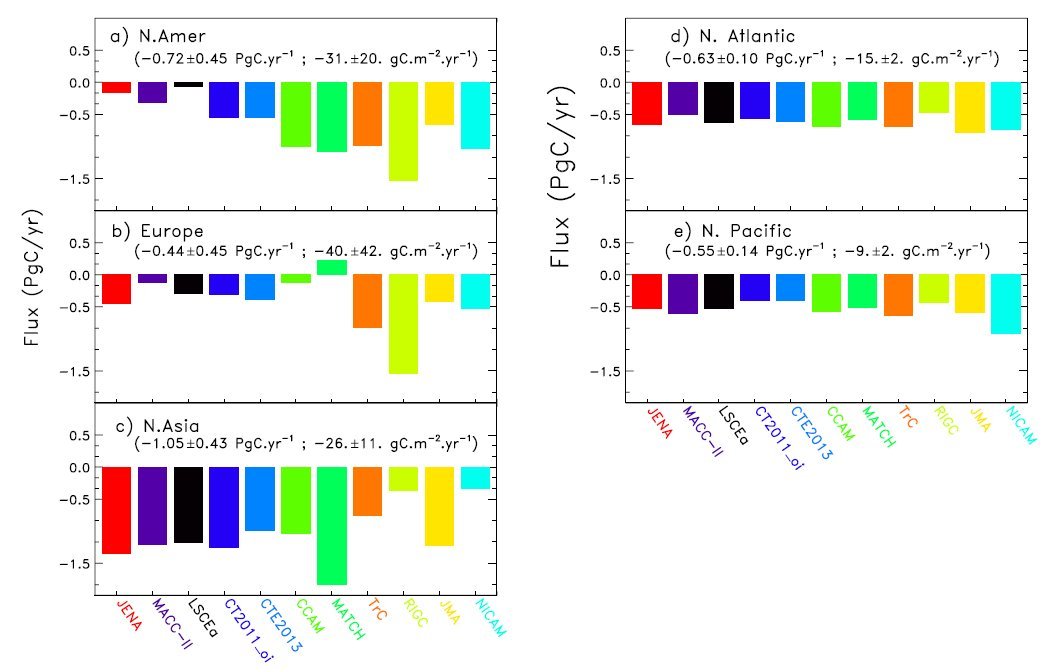 a) N.Amer
(−0.72±0.45 PgC.yr⁻¹ ; −31.±20. gC.m⁻².yr⁻¹)
0.5
0.0
−0.5
−1.5
b) Europe
(−0.44±0.45 PgC.yr⁻¹ ; −40.±42. gC.m⁻².yr⁻¹)
0.5
0.0
−0.5
−1.5
Flux (PgC/yr)
c) N.Asia
(−1.05±0.43 PgC.yr⁻¹ ; −26.±11. gC.m⁻².yr⁻¹)
0.5
0.0
−0.5
−1.5
JENA
MACC−II
LSCEa
CT2011_oi
CTE2013
CCAM
MATCH
TrC
RIGC
JMA
NICAM
d) N. Atlantic
(−0.63±0.10 PgC.yr⁻¹ ; −15.±2. gC.m⁻².yr⁻¹)
0.5
0.0
−0.5
−1.5
Flux (PgC/yr)
e) N. Pacific
(−0.55±0.14 PgC.yr⁻¹ ; −9.±2. gC.m⁻².yr⁻¹)
0.5
0.0
−0.5
−1.5
JENA
MACC−II
LSCEa
CT2011_oi
CTE2013
CCAM
MATCH
TrC
RIGC
JMA
NICAM